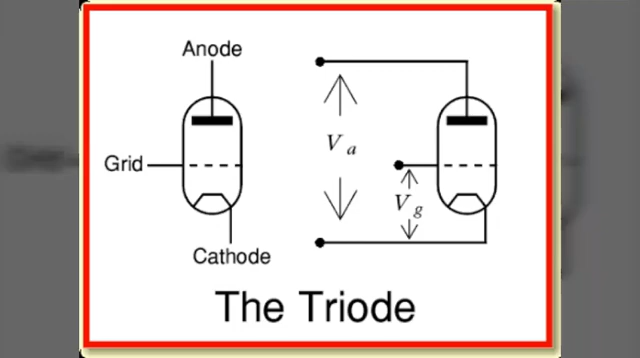 Anode
Grid
Cathode
V a
V g
The Triode